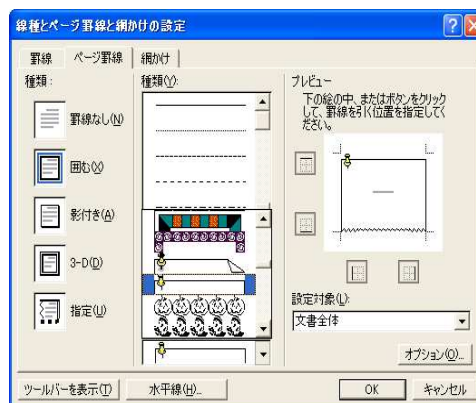 線種とページ罫線と網かけの設定
罫線 ページ罫線 網かけ
種類:
罫線なし(N)
囲む(X)
影付き(A)
3-D(D)
指定(U)
種類(Y):
プレビュー
下の絵の中、またはボタンをクリック
して、罫線を引く位置を指定してく
ださい。
設定対象(L):
文書全体
オプション(O)...
ツールバーを表示(T) 水平線(H)... OK キャンセル